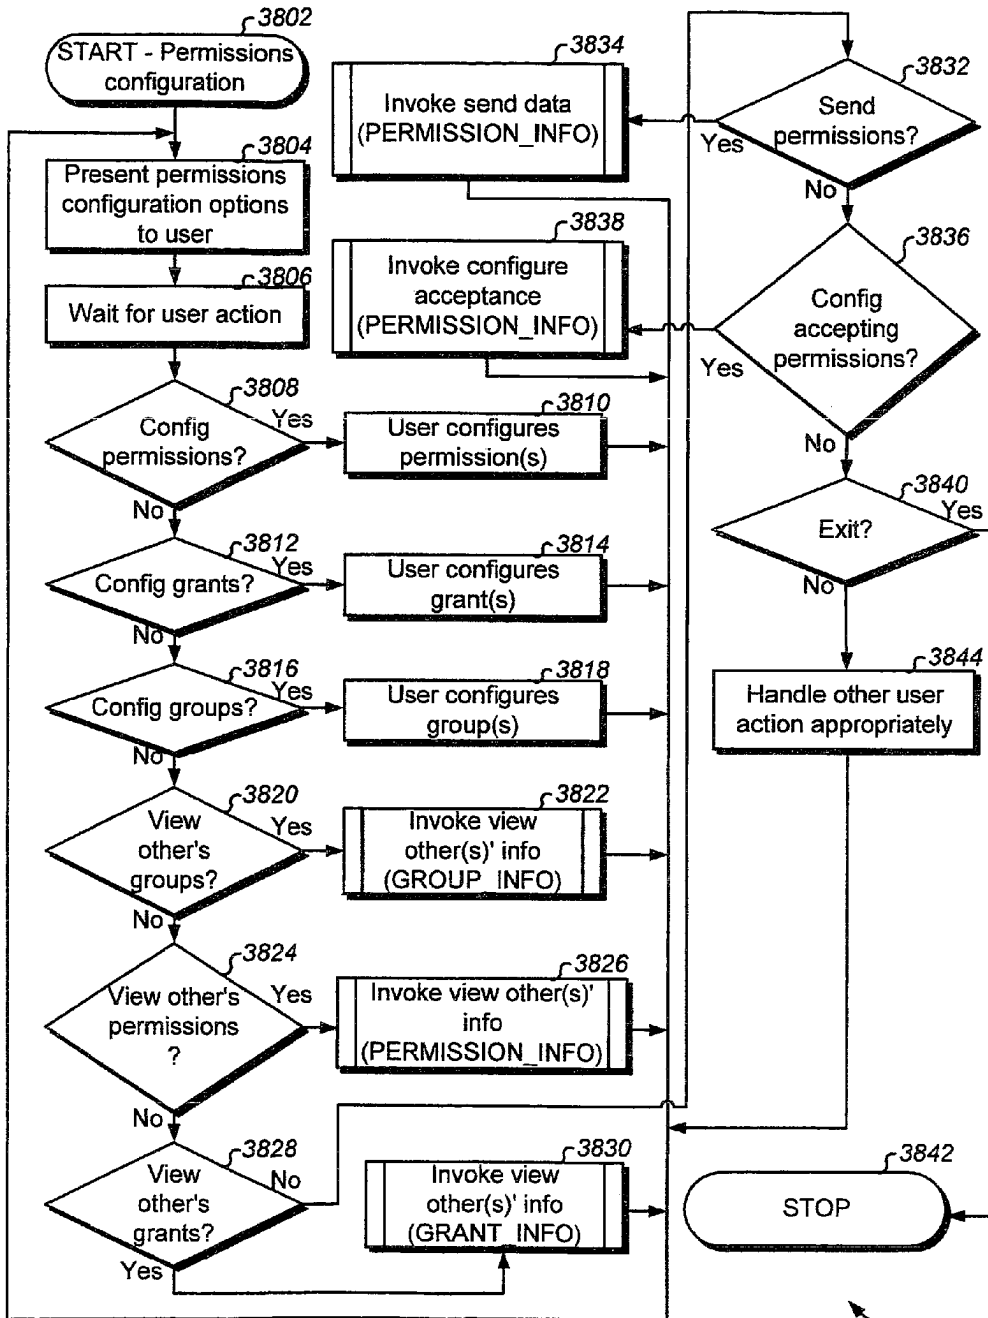 3802
START - Permissions
configuration
3804
Present permissions
configuration options
to user
3806
Wait for user action
3808
Config
permissions?
Yes
No
3810
User configures
permission(s)
3812
Config grants?
Yes
No
3814
User configures
grant(s)
3816
Config groups?
Yes
No
3818
User configures
group(s)
3820
View
other's
groups?
Yes
No
3822
Invoke view
other(s)' info
(GROUP_INFO)
3824
View other's
permissions
?
Yes
No
3826
Invoke view other(s)'
info
(PERMISSION_INFO)
3828
View
other's
grants?
No
Yes
3830
Invoke view
other(s)' info
(GRANT_INFO)
3832
Send
permissions?
Yes
No
3834
Invoke send data
(PERMISSION_INFO)
3836
Config
accepting
permissions?
Yes
No
3838
Invoke configure
acceptance
(PERMISSION_INFO)
3840
Exit?
Yes
No
3844
Handle other user
action appropriately
3842
STOP